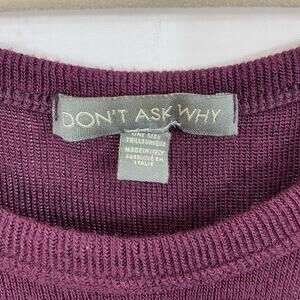 DON'T ASK WHY
ONE SIZE
TAILLE UNIQUE
MADE IN ITALY
FABRIQUÉ EN
ITALIE